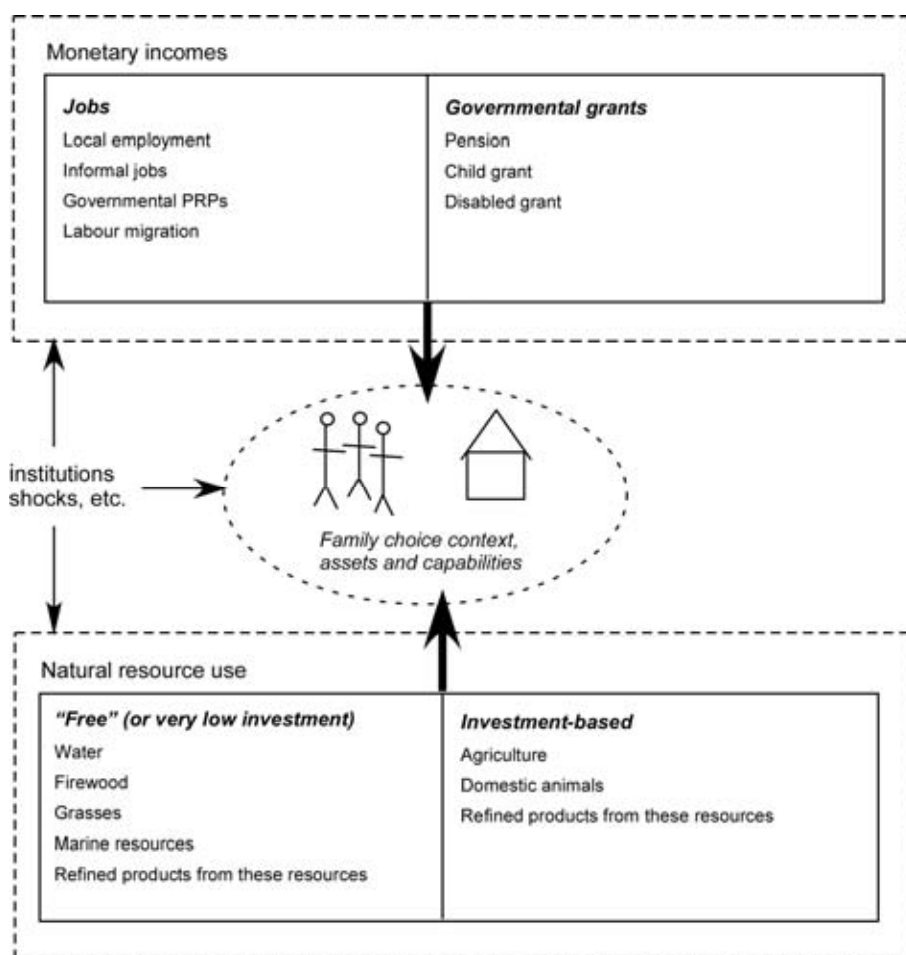 Monetary incomes
Jobs
Local employment
Informal jobs
Governmental PRPs
Labour migration
Governmental grants
Pension
Child grant
Disabled grant
institutions
shocks, etc.
Family choice context,
assets and capabilities
Natural resource use
“Free” (or very low investment)
Water
Firewood
Grasses
Marine resources
Refined products from these resources
Investment-based
Agriculture
Domestic animals
Refined products from these resources